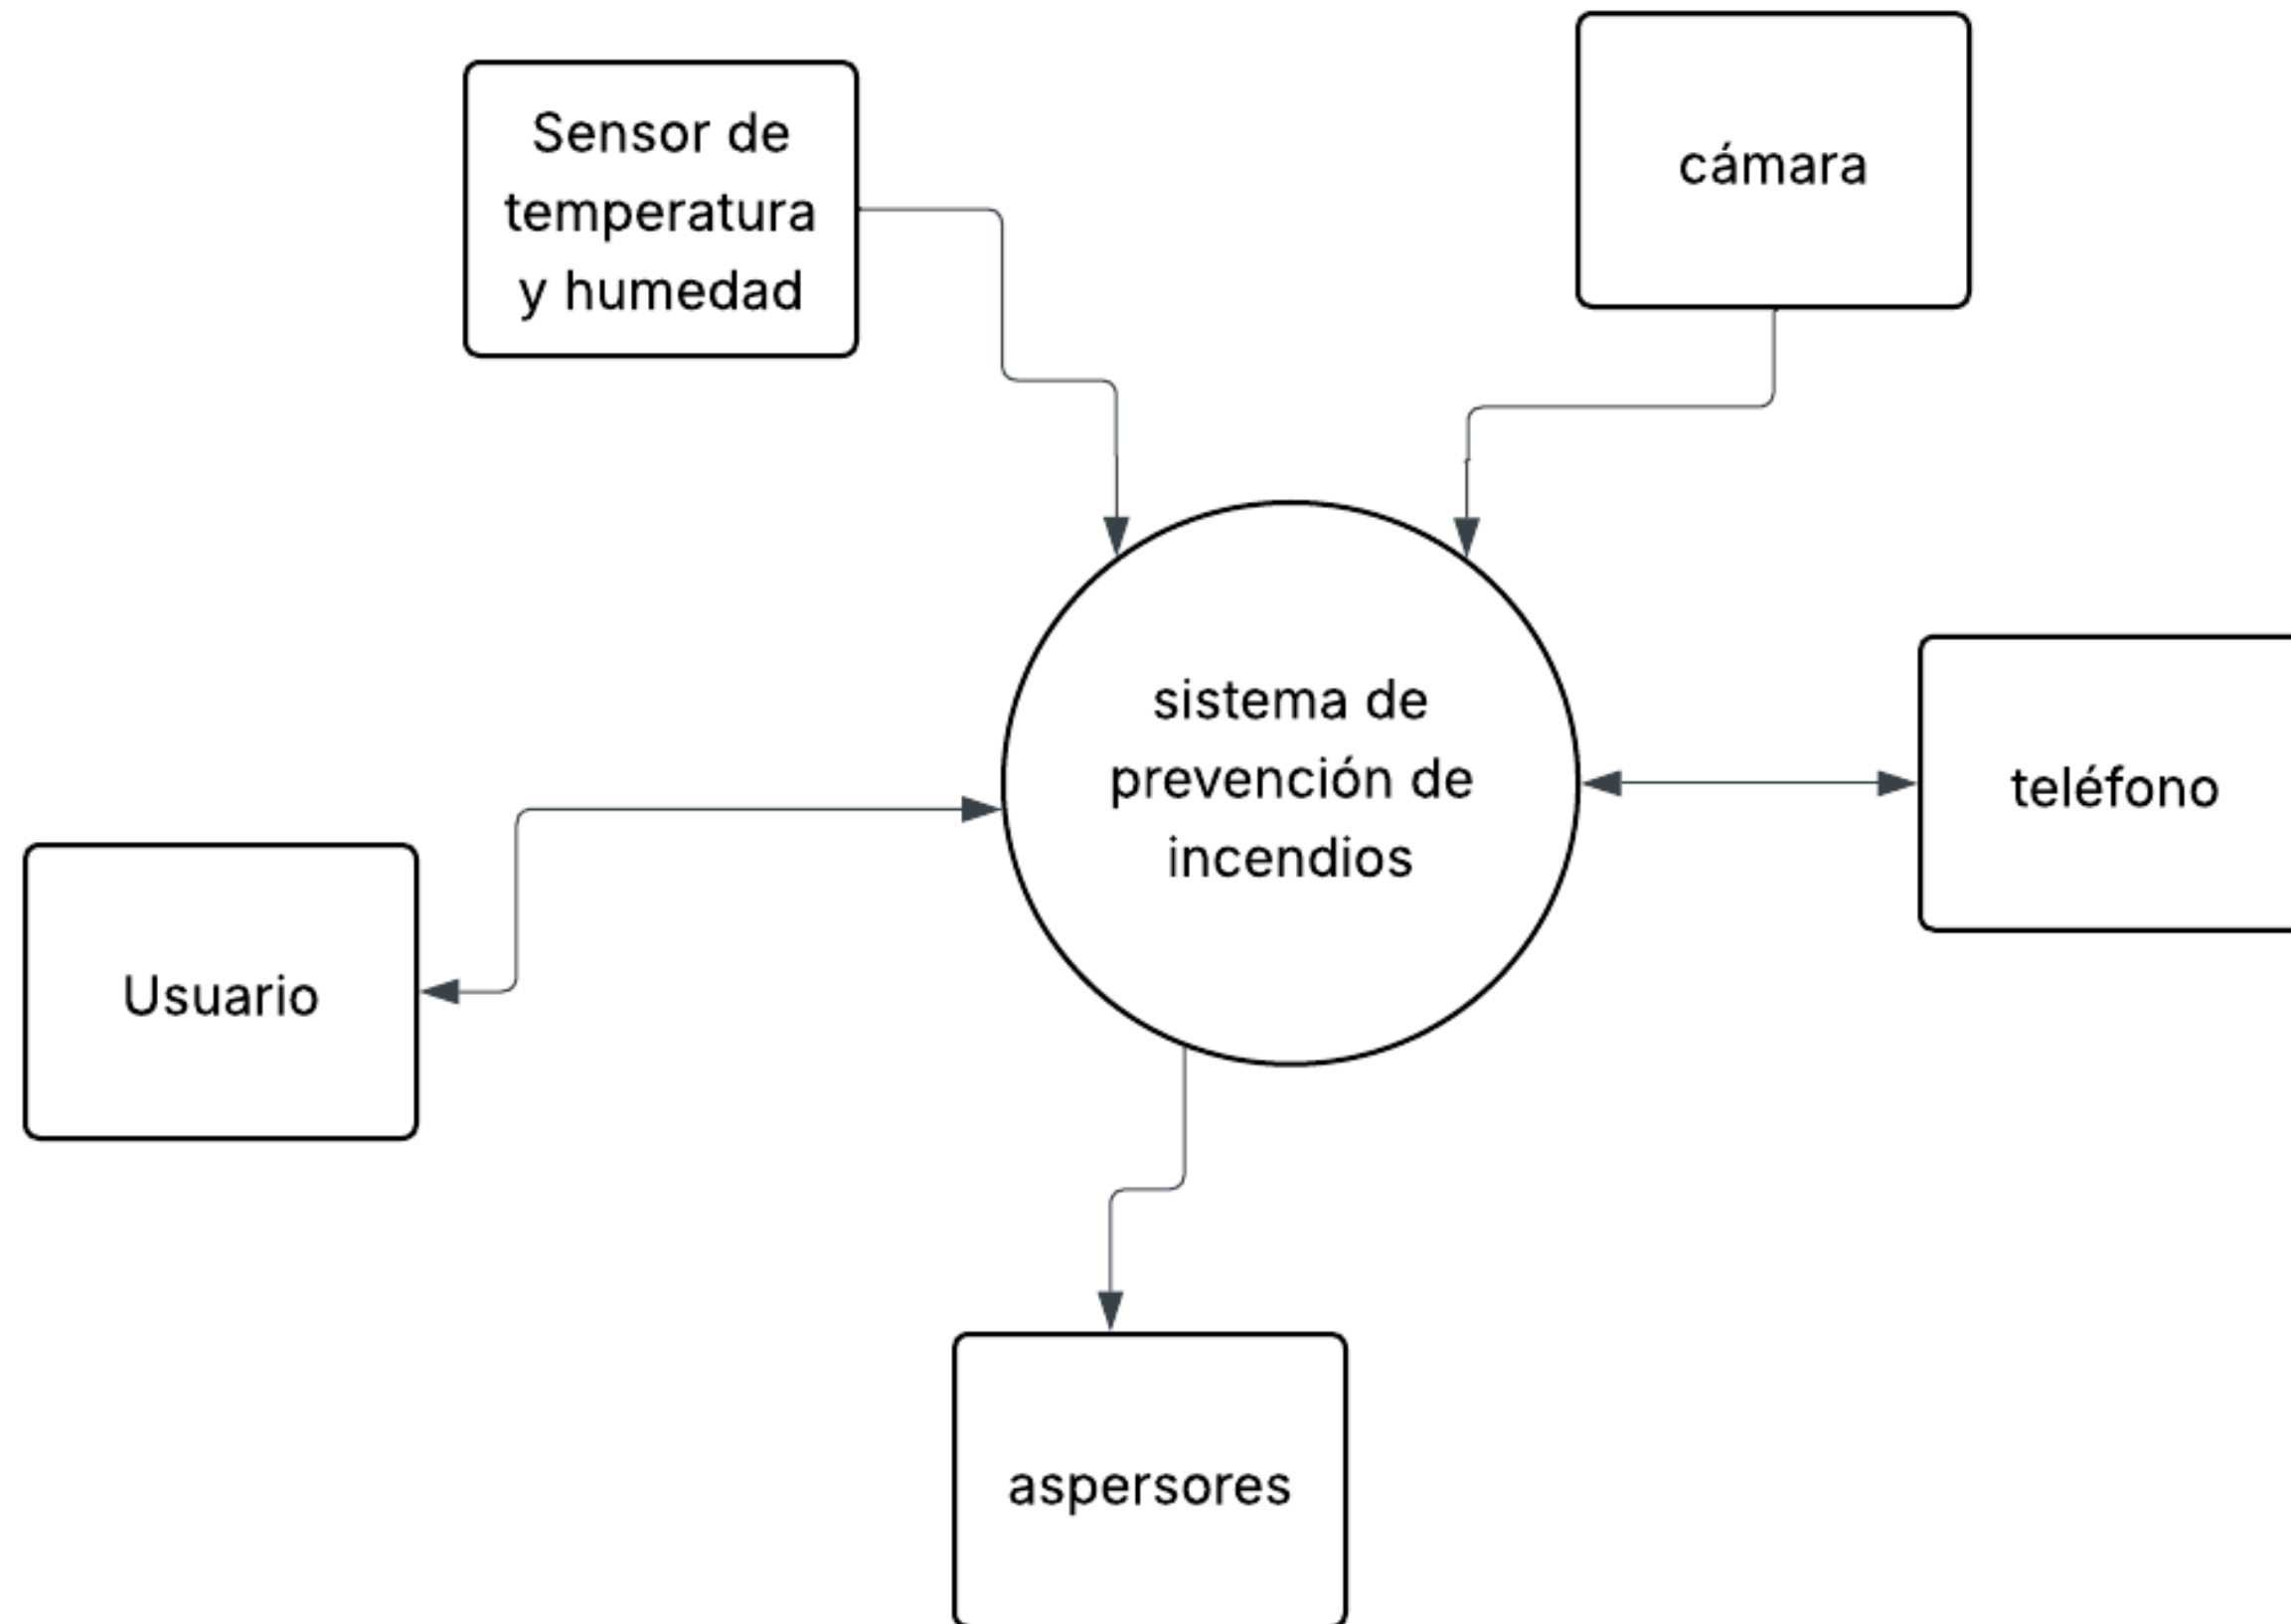 Sensor de
temperatura
y humedad
cámara
sistema de
prevención de
incendios
teléfono
Usuario
aspersores